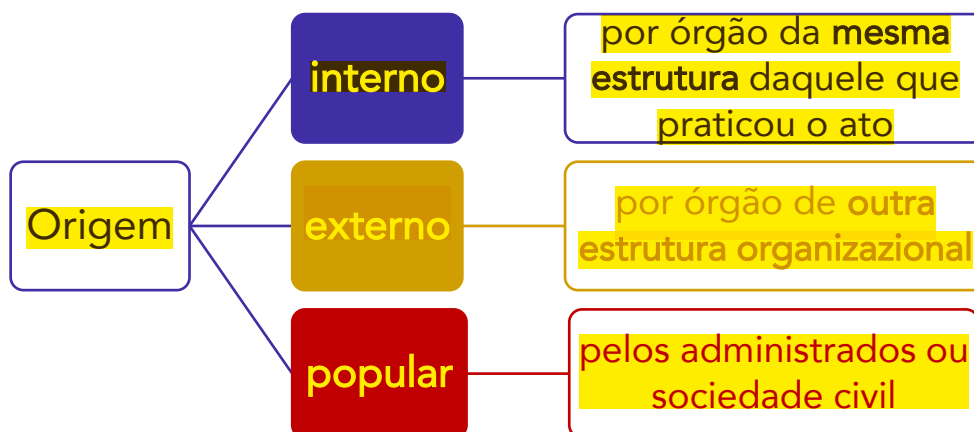 Origem
interno
por órgão da mesma
estrutura daquele que
praticou o ato
externo
por órgão de outra
estrutura organizazional
popular
pelos administrados ou
sociedade civil